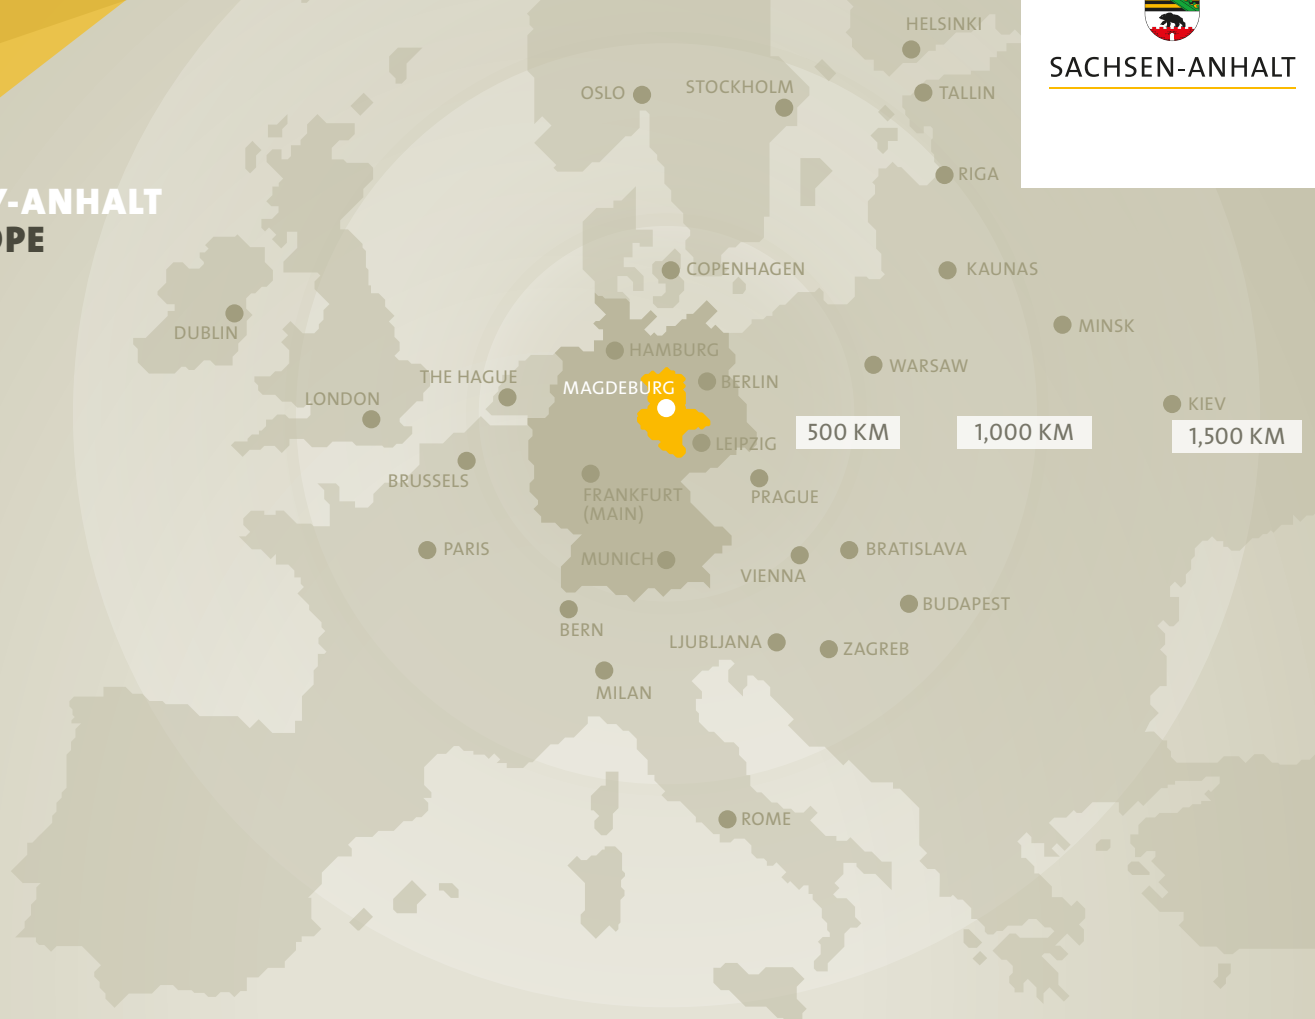 HELSINKI
SACHSEN-ANHALT
OSLO
STOCKHOLM
TALLIN
RIGA
-ANHALT
OPE
COPENHAGEN
KAUNAS
DUBLIN
MINSK
HAMBURG
THE HAGUE
MAGDEBURG
BERLIN
WARSAW
LONDON
KIEV
500 KM
1,000 KM
1,500 KM
LEIPZIG
BRUSSELS
FRANKFURT
(MAIN)
PRAGUE
PARIS
MUNICH
BRATISLAVA
VIENNA
BUDAPEST
BERN
LJUBLJANA
ZAGREB
MILAN
ROME